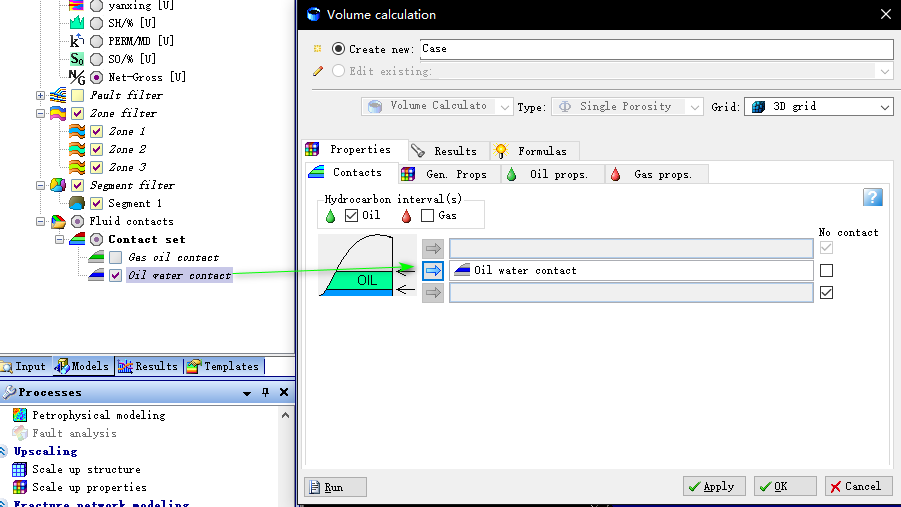 yanxing [U]
SH/% [U]
PERM/MD [U]
SO/% [U]
Net-Gross [U]
Fault filter
Zone filter
Zone 1
Zone 2
Zone 3
Segment filter
Segment 1
Fluid contacts
Contact set
Gas oil contact
Oil water contact
Input Models Results Templates
Processes
Petrophysical modeling
Fault analysis
Upscaling
Scale up structure
Scale up properties
Fracture network modeling
Volume calculation
Create new: Case
Edit existing:
Volume Calculato Type: Single Porosity Grid: 3D grid
Properties Results Formulas
Contacts Gen. Props Oil props. Gas props.
Hydrocarbon interval(s)
Oil Gas
No contact
Oil water contact
OIL
Run Apply OK Cancel